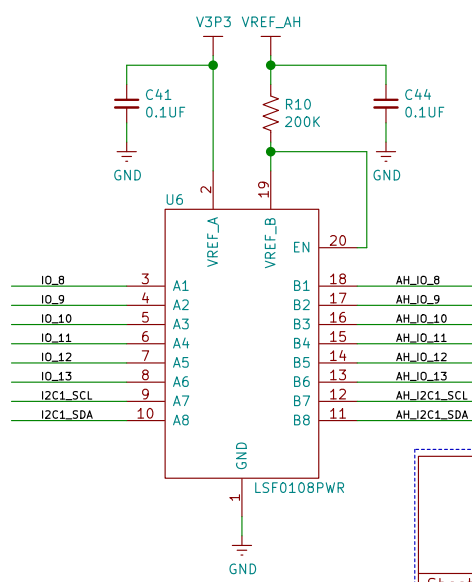 V3P3 VREF_AH
C41
0.1UF
R10
200K
C44
0.1UF
GND
GND
U6
2
19
VREF_A
VREF_B
EN
20
IO_8 3 A1 B1 18 AH_IO_8
IO_9 4 A2 B2 17 AH_IO_9
IO_10 5 A3 B3 16 AH_IO_10
IO_11 6 A4 B4 15 AH_IO_11
IO_12 7 A5 B5 14 AH_IO_12
IO_13 8 A6 B6 13 AH_IO_13
I2C1_SCL 9 A7 B7 12 AH_I2C1_SCL
I2C1_SDA 10 A8 B8 11 AH_I2C1_SDA
GND
1
LSF0108PWR
GND